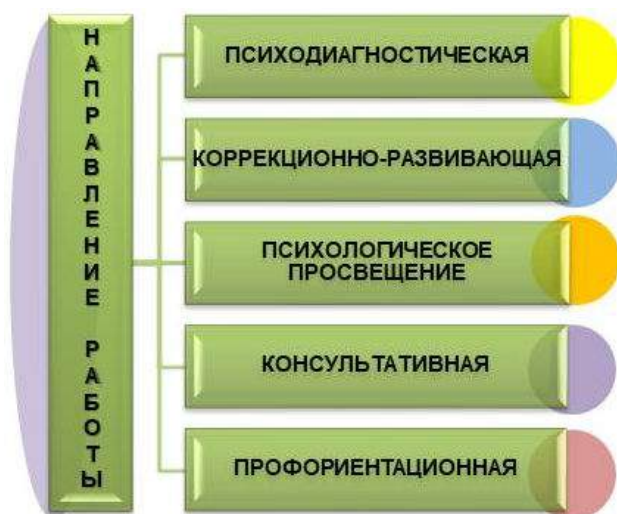 НАПРАВЛЕНИЕ РАБОТЫ
ПСИХОДИАГНОСТИЧЕСКАЯ
КОРРЕКЦИОННО-РАЗВИВАЮЩАЯ
ПСИХОЛОГИЧЕСКОЕ
ПРОСВЕЩЕНИЕ
КОНСУЛЬТАТИВНАЯ
ПРОФОРИЕНТАЦИОННАЯ